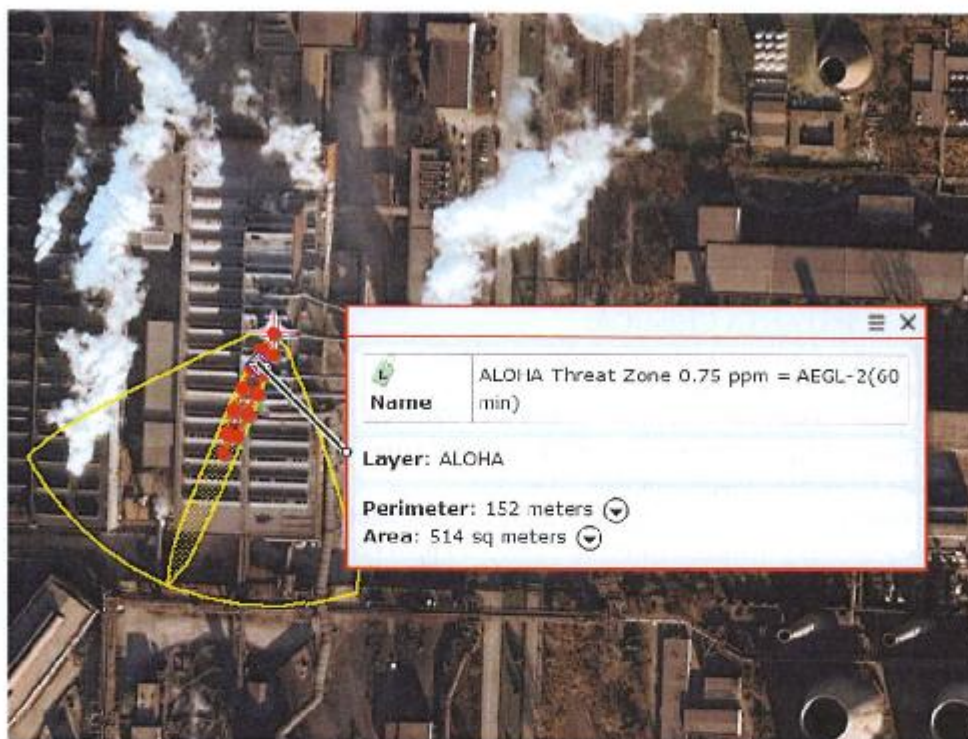 ALOHA Threat Zone 0.75 ppm = AEGL-2(60
min)
L
Name
Layer: ALOHA
Perimeter: 152 meters
Area: 514 sq meters